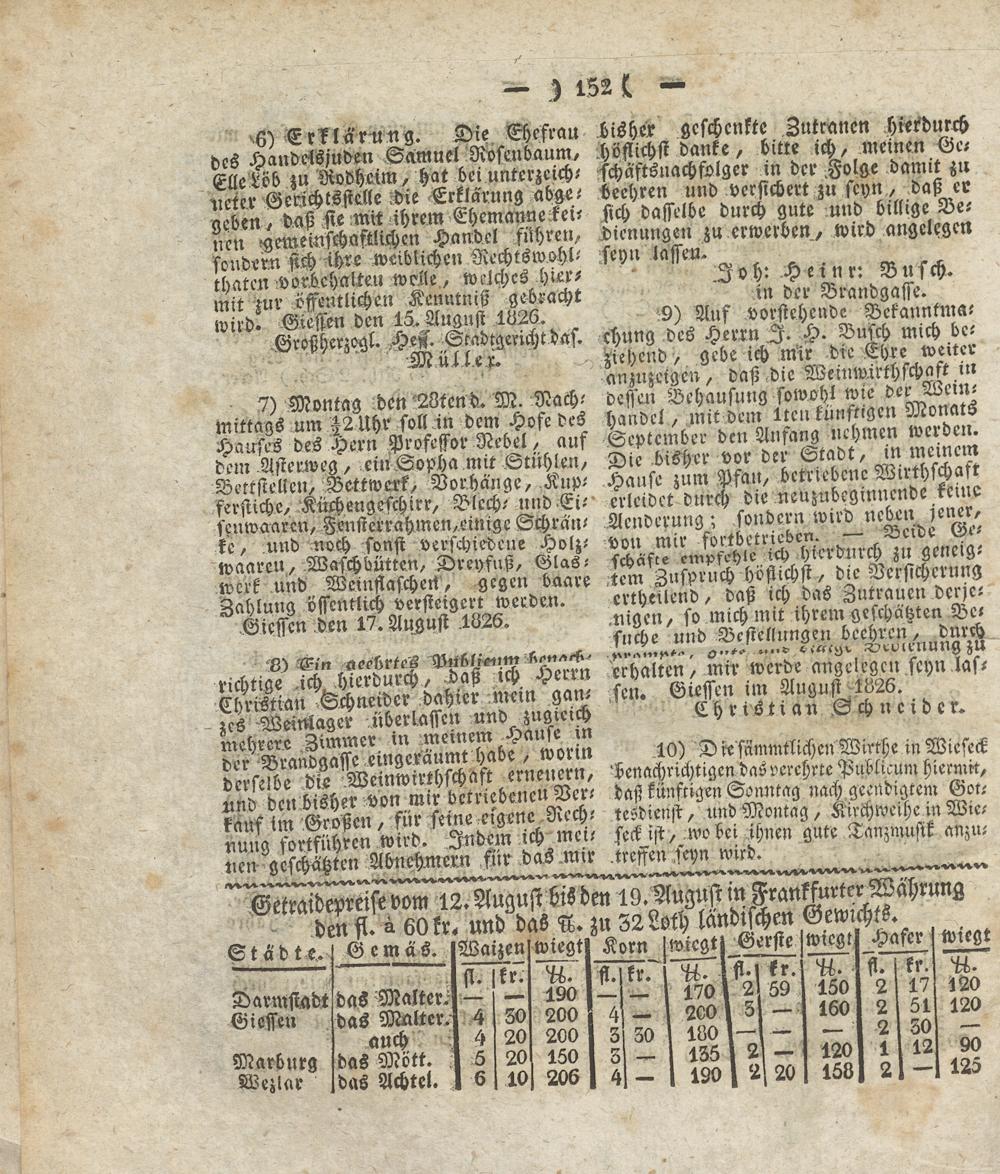 — )152( —
6) Erklärung. Die Ehefrau
des Handelsjuden Samuel Rosenbaum,
Elle Löb zu Rodheim, hat bei unterzeich-
neter Gerichtsstelle die Erklärung abge-
geben, daß sie mit ihrem Ehemanne kei-
nen gemeinschaftlichen Handel führen,
sondern sich ihre weiblichen Rechtswohl-
thaten vorbehalten wolle, welches hier-
mit zur öffentlichen Kenntniß gebracht
wird. Giessen den 15. August 1826.
Großherzogl. Hess. Stadtgericht das.
Müller.
7) Montag den 28ten d. M. Nach-
mittags um ½2 Uhr soll in dem Hofe des
Hauses des Hern Professor Nebel, auf
dem Asterweg, ein Sopha mit Stühlen,
Bettstellen, Bettwerk, Vorhänge, Kup-
ferstiche, Küchengeschirr, Blech- und Ei-
senwaaren, Fensterrahmen, einige Schrän-
ke, und noch sonst verschiedene Holz-
waaren, Waschbütten, Dreyfuß, Glas-
werk und Weinflaschen, gegen baare
Zahlung öffentlich versteigert werden.
Giessen den 17. August 1826.
8) Ein geehrtes Publicum benach-
richtige ich hierdurch, daß ich Herrn
Christian Schneider dahier mein gan-
zes Weinlager überlassen und zugleich
mehrere Zimmer in meinem Hause in
der Brandgasse eingeräumt habe, worin
derselbe die Weinwirthschaft erneuern,
und den bisher von mir betriebenen Ver-
kauf im Großen, für seine eigene Rech-
nung fortführen wird. Indem ich mei-
nen geschätzten Abnehmern für das mir
bisher geschenkte Zutrauen hierdurch
höflichst danke, bitte ich, meinen Ge-
schäftsnachfolger in der Folge damit zu
beehren und versichert zu seyn, daß er
sich dasselbe durch gute und billige Be-
dienungen zu erwerben, wird angelegen
seyn lassen.
Joh: Heinr: Busch.
in der Brandgasse.
9) Auf vorstehende Bekanntma-
chung des Herrn J. H. Busch mich be-
ziehend, gebe ich mir die Ehre weiter
anzuzeigen, daß die Weinwirthschaft in
dessen Behausung sowohl wie der Wein-
handel, mit dem 1ten künftigen Monats
September den Anfang nehmen werden.
Die bisher vor der Stadt, in meinem
Hause zum Pfau, betriebene Wirthschaft
erleidet durch die neuzubeginnende keine
Aenderung; sondern wird neben jener,
von mir fortbetrieben. — Beide Ge-
schäfte empfehle ich hierdurch zu geneig-
tem Zuspruch höflichst, die Versicherung
ertheilend, daß ich das Zutrauen derje-
nigen, so mich mit ihrem geschätzten Be-
suche und Bestellungen beehren, durch
prompte, gute und billige Bedienung zu
erhalten, mir werde angelegen seyn las-
sen. Giessen im August 1826.
Christian Schneider.
10) Die sämmtlichen Wirthe in Wieseck
benachrichtigen das verehrte Publicum hiermit,
daß künftigen Sonntag nach geendigtem Got-
tesdienst, und Montag, Kirchweihe in Wie-
seck ist, wo bei ihnen gute Tanzmusik anzu-
treffen seyn wird.
Getraidepreise vom 12. August bis den 19. August in Frankfurter Währung
den fl. à 60 kr. und das ℔. zu 32 Loth ländischen Gewichts.
Städte. Gemäs. Waizen wiegt Korn wiegt Gerste wiegt Hafer wiegt
fl. kr. ℔. fl. kr. ℔. fl. kr. ℔. fl. kr. ℔.
Darmstadt das Malter. — — 190 — — 170 2 59 150 2 17 120
Giessen das Malter. 4 30 200 4 — 200 3 — 160 2 51 120
auch 4 20 200 3 30 180 — — — 2 30 —
Marburg das Mött. 5 20 150 3 — 135 2 — 120 1 12 90
Wezlar das Achtel. 6 10 206 4 — 190 2 20 158 2 — 125